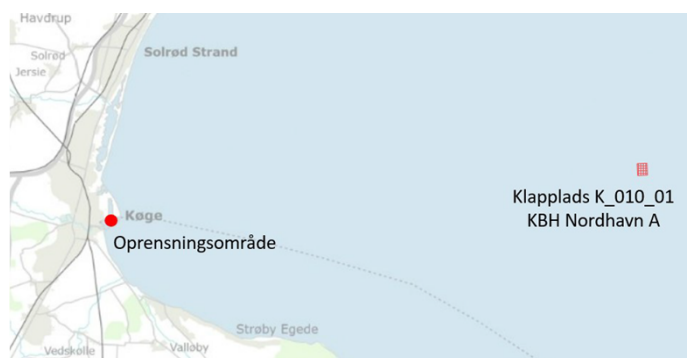 Havdrup
Solrød Strand
Solrød
Jersie
Klapplads K_010_01
KBH Nordhavn A
Køge
Oprensningsområde
Strøby Egede
Valløby
Vedskølle